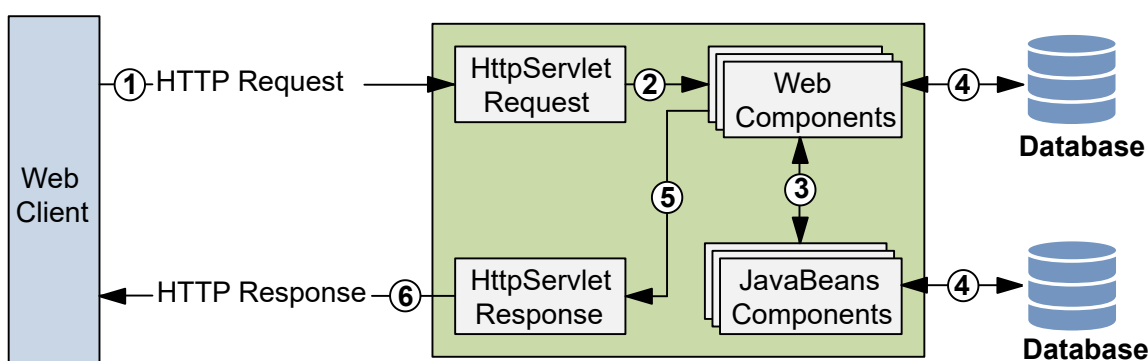 1 HTTP Request
HttpServlet
Request
2
Web
Components
4
Database
Web
Client
5
3
HTTP Response 6
HttpServlet
Response
JavaBeans
Components
4
Database